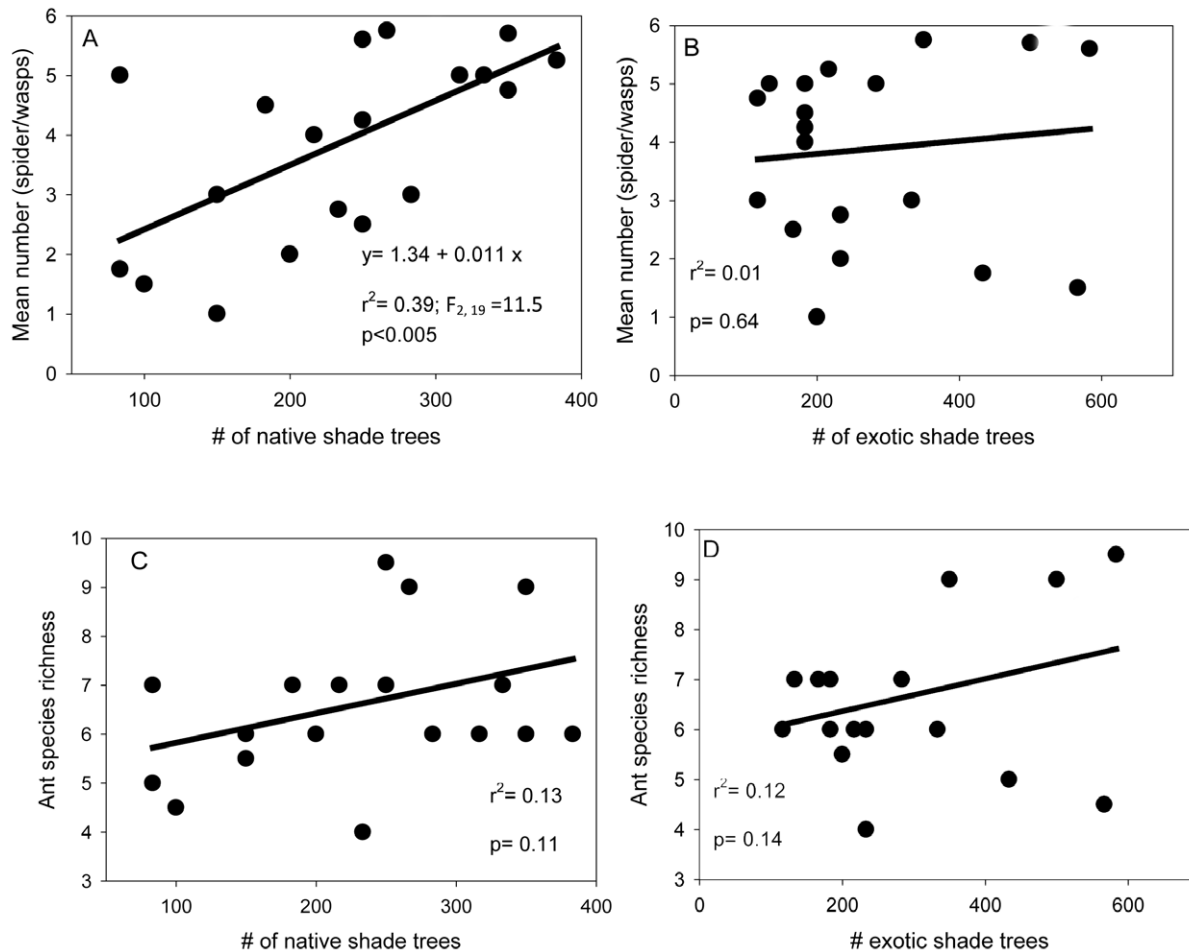 A
6
5
4
3
2
1
0
Mean number (spider/wasps)
y= 1.34 + 0.011 x
r²= 0.39; F₂, ₁₉ =11.5
p<0.005
100 200 300 400
# of native shade trees
B
6
5
4
3
2
1
0
Mean number (spider/wasps)
r²= 0.01
p= 0.64
0 200 400 600
# of exotic shade trees
C
10
9
8
7
6
5
4
3
Ant species richness
r²= 0.13
p= 0.11
100 200 300 400
# of native shade trees
D
10
9
8
7
6
5
4
3
Ant species richness
r²= 0.12
p= 0.14
0 200 400 600
# exotic shade trees